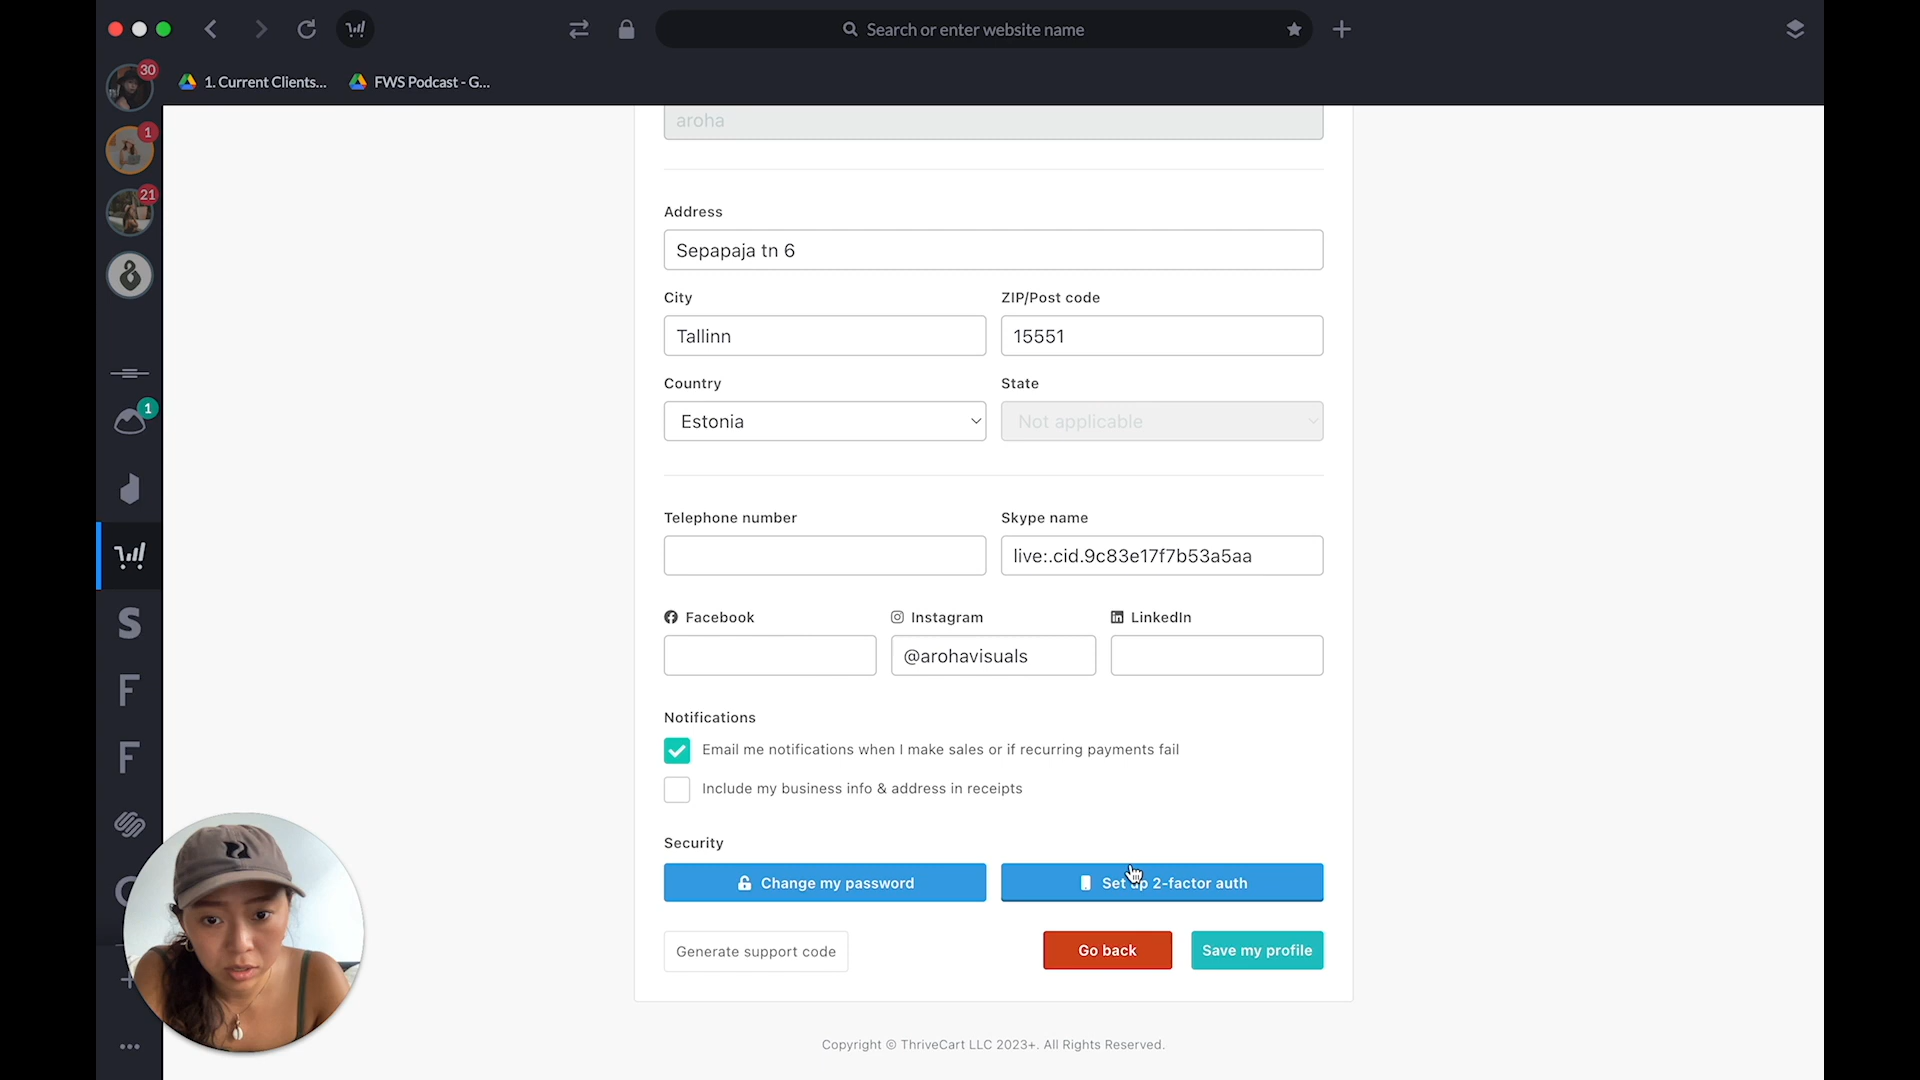 Search or enter website name
30
1. Current Clients...
FWS Podcast - G...
1
21
aroha
Address
Sepapaja tn 6
City
ZIP/Post code
Tallinn
15551
Country
State
Estonia
Not applicable
1
Telephone number
Skype name
live:.cid.9c83e17f7b53a5aa
Facebook
Instagram
LinkedIn
@arohavisuals
S
F
F
Notifications
Email me notifications when I make sales or if recurring payments fail
Include my business info & address in receipts
Security
Change my password
Set up 2-factor auth
Generate support code
Go back
Save my profile
Copyright © ThriveCart LLC 2023+. All Rights Reserved.